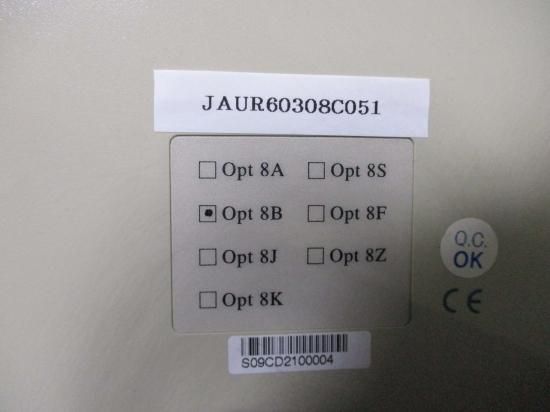 JAUR60308C051
Opt 8A
Opt 8S
Opt 8B
Opt 8F
Opt 8J
Opt 8Z
Opt 8K
Q.C.
OK
CE
S09CD2100004